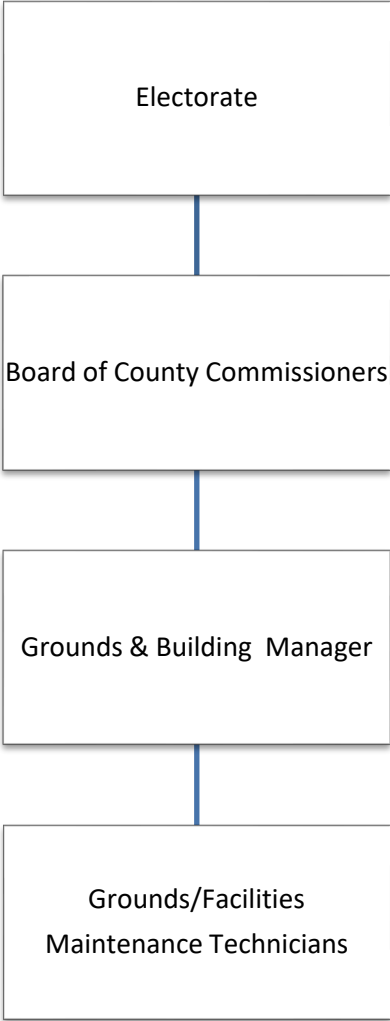 Electorate
Board of County Commissioners
Grounds & Building  Manager
Grounds/Facilities
Maintenance Technicians